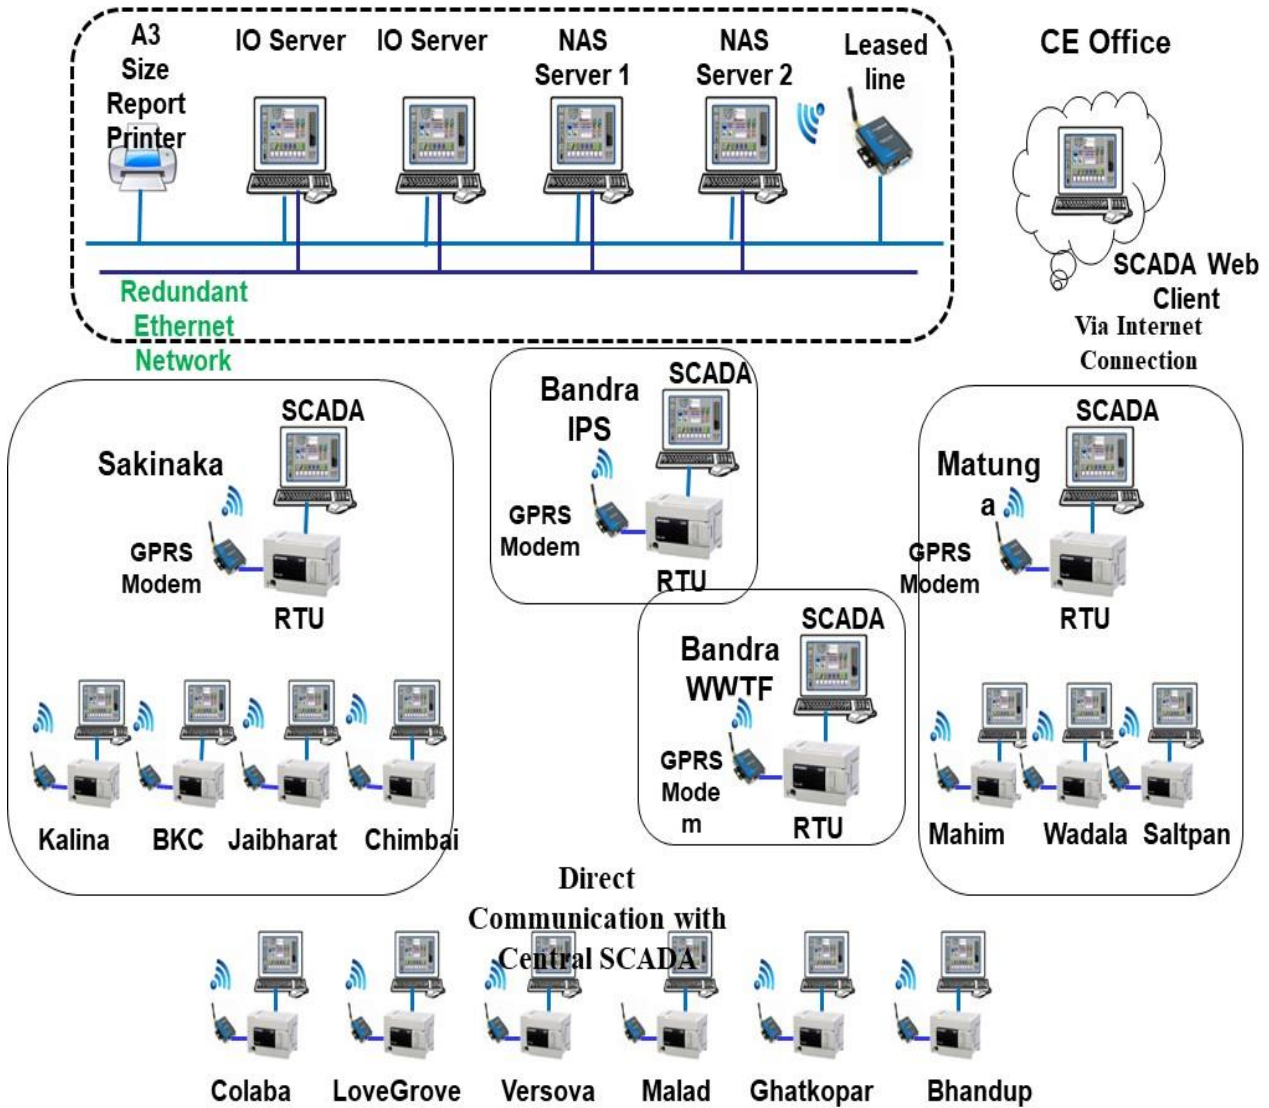 A3
Size
Report
Printer
IO Server
IO Server
NAS
Server 1
NAS
Server 2
Leased
line
CE Office
SCADA Web
Client
Via Internet
Connection
Redundant
Ethernet
Network
SCADA
Sakinaka
GPRS
Modem
RTU
Kalina
BKC
Jaibharat
Chimbai
SCADA
Bandra
IPS
GPRS
Modem
RTU
SCADA
Bandra
WWTF
GPRS
Mode
m
RTU
SCADA
Matung
a
GPRS
Modem
RTU
Mahim
Wadala
Saltpan
Direct
Communication with
Central SCADA
Colaba
LoveGrove
Versova
Malad
Ghatkopar
Bhandup